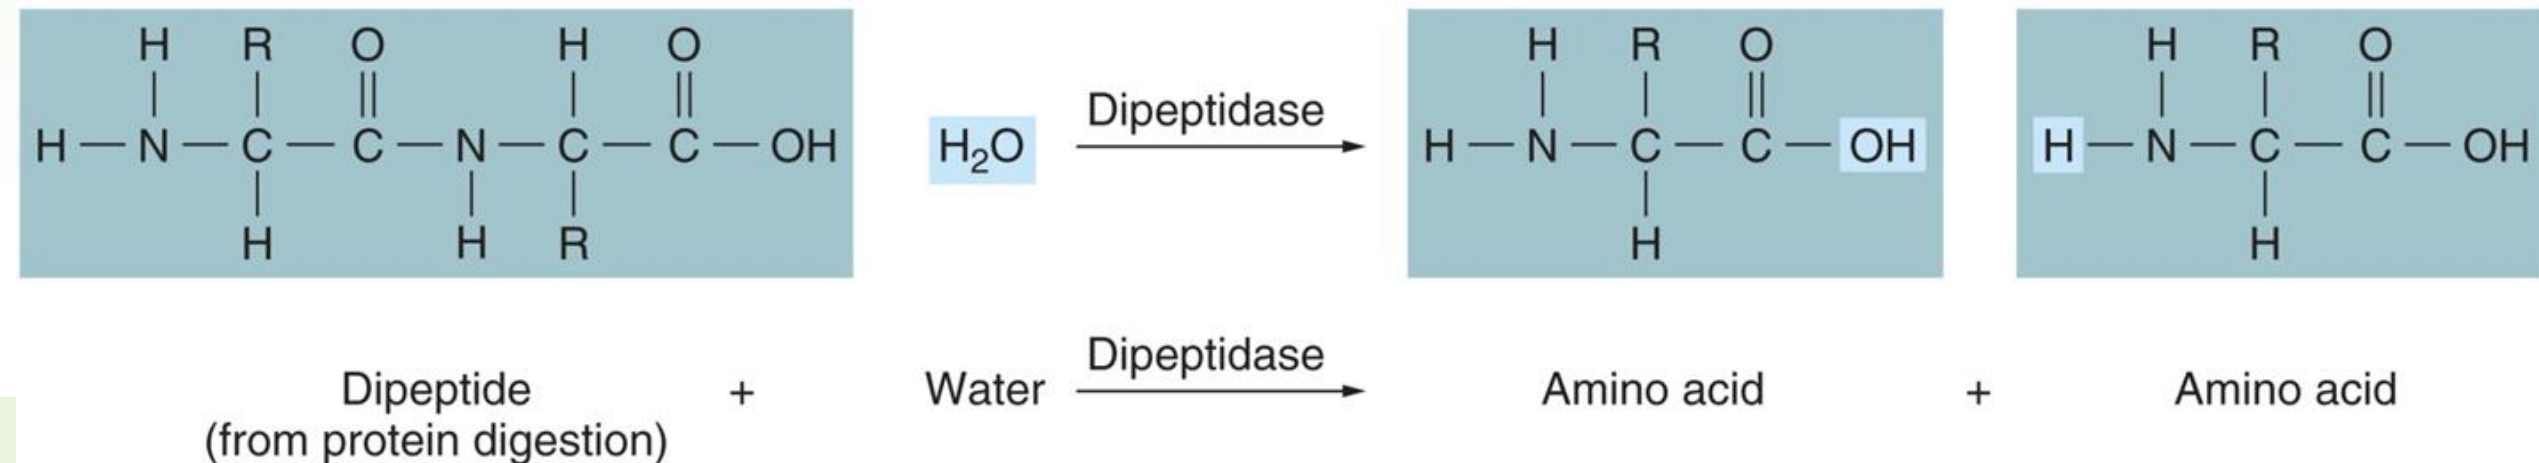 H R O H O
H — N — C — C — N — C — C — OH
H H R
H₂O
Dipeptidase
H R O
H — N — C — C — OH
H
H R O
H — N — C — C — OH
H
Dipeptide
(from protein digestion)
+
Water
Dipeptidase
Amino acid
+
Amino acid